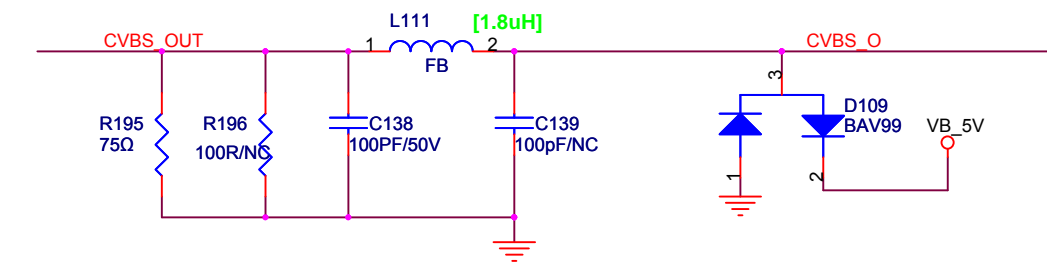 L111
[1.8uH]
CVBS_OUT
1
2
FB
CVBS_O
3
R195
75Ω
R196
100R/NC
C138
100PF/50V
C139
100pF/NC
D109
BAV99
VB_5V
1
2